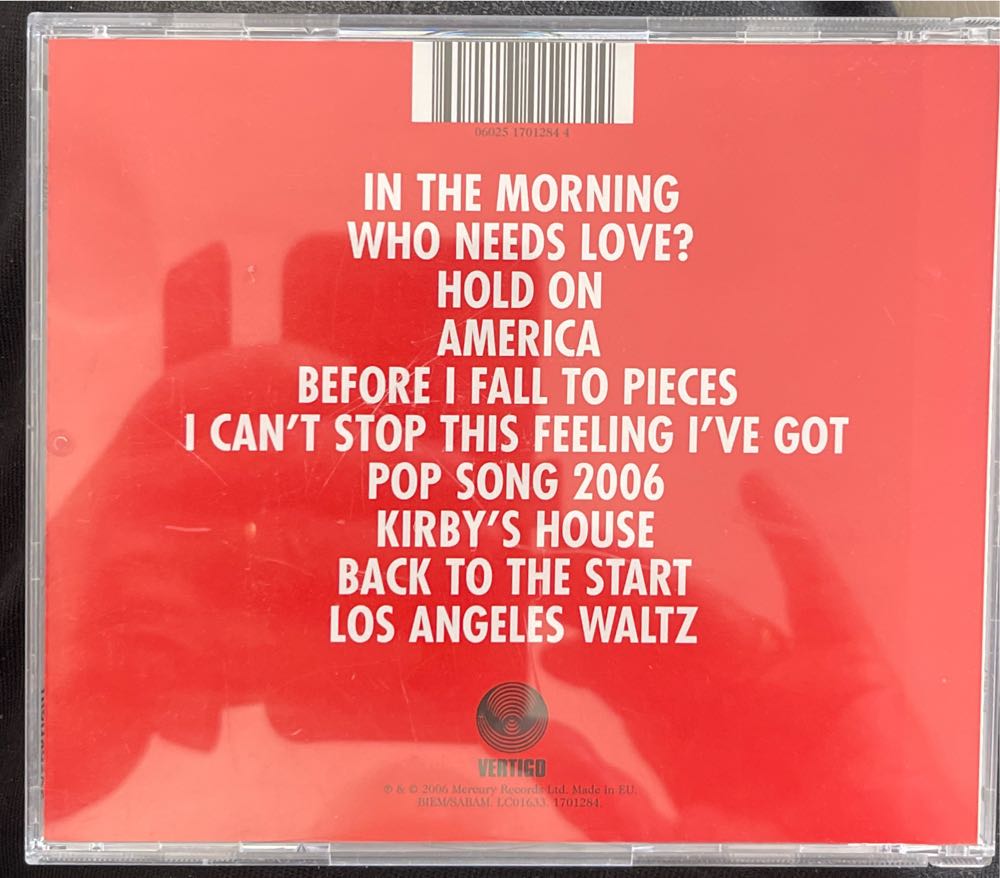 06025 1701284 4
IN THE MORNING
WHO NEEDS LOVE?
HOLD ON
AMERICA
BEFORE I FALL TO PIECES
I CAN'T STOP THIS FEELING I'VE GOT
POP SONG 2006
KIRBY'S HOUSE
BACK TO THE START
LOS ANGELES WALTZ
VERTIGO
℗ & © 2006 Mercury Records Ltd. Made in EU.
BIEM/SABAM. LC01633. 1701284.